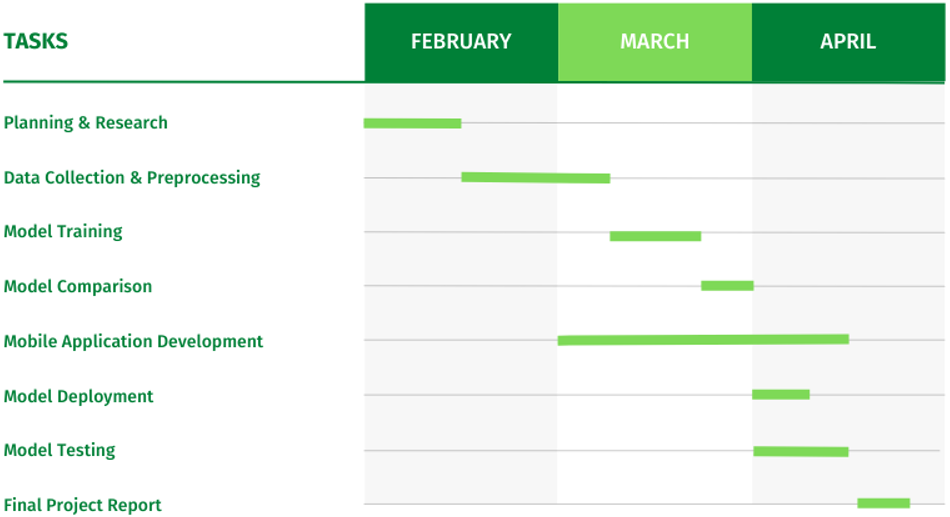 TASKS
FEBRUARY
MARCH
APRIL
Planning & Research
Data Collection & Preprocessing
Model Training
Model Comparison
Mobile Application Development
Model Deployment
Model Testing
Final Project Report